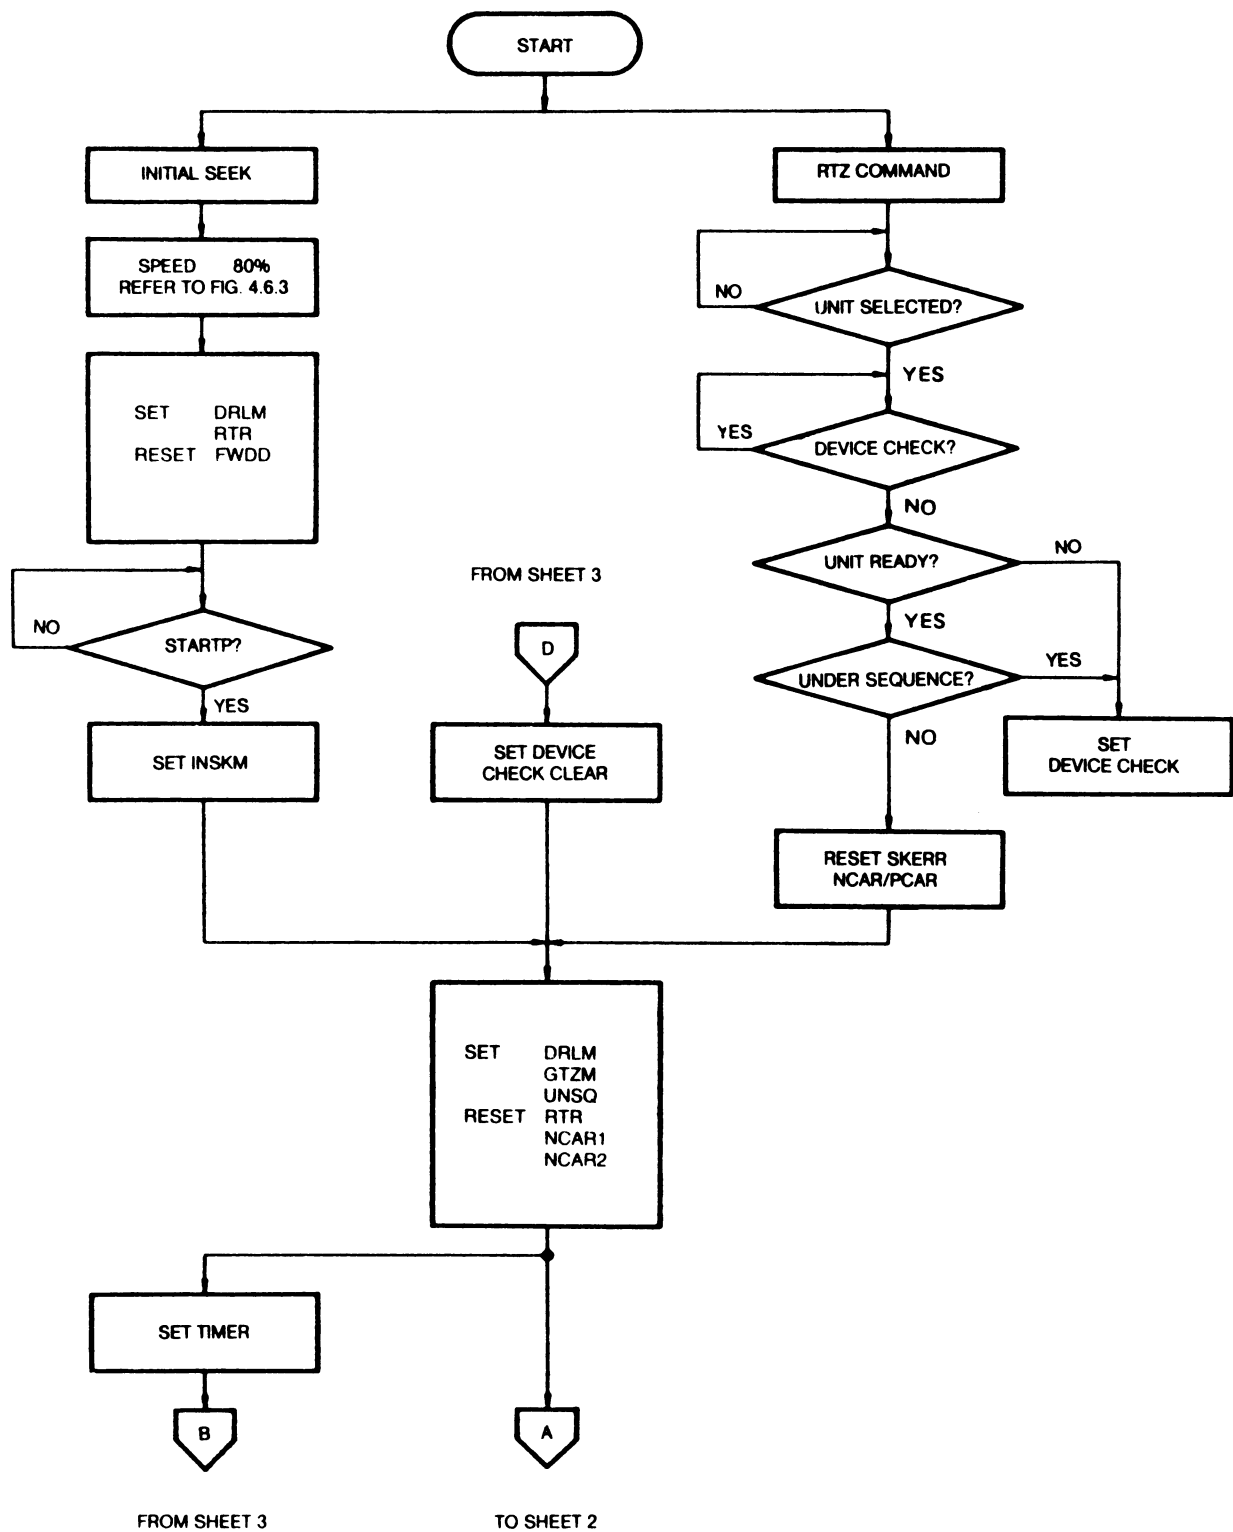 START
INITIAL SEEK
SPEED 80%
REFER TO FIG. 4.6.3
SET DRLM
RTR
RESET FWDD
NO
STARTP?
YES
SET INSKM
FROM SHEET 3
D
SET DEVICE
CHECK CLEAR
RTZ COMMAND
NO
UNIT SELECTED?
YES
YES
DEVICE CHECK?
NO
UNIT READY?
NO
YES
UNDER SEQUENCE?
YES
NO
SET
DEVICE CHECK
RESET SKERR
NCAR/PCAR
SET DRLM
GTZM
UNSQ
RESET RTR
NCAR1
NCAR2
SET TIMER
B
A
FROM SHEET 3
TO SHEET 2